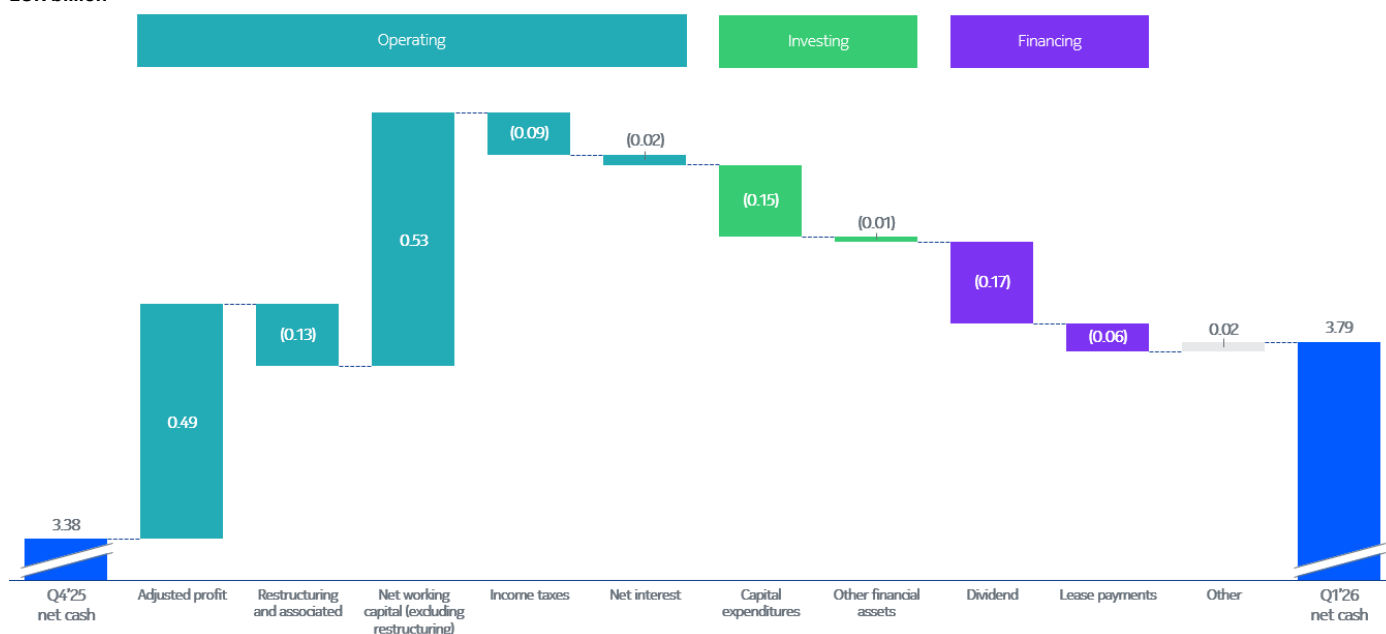 EUR billion
Operating
Investing
Financing
3.38
0.49
(0.13)
0.53
(0.09)
(0.02)
(0.15)
(0.01)
(0.17)
(0.06)
0.02
3.79
Q4'25
net cash
Adjusted profit
Restructuring
and associated
Net working
capital (excluding
restructuring)
Income taxes
Net interest
Capital
expenditures
Other financial
assets
Dividend
Lease payments
Other
Q1'26
net cash